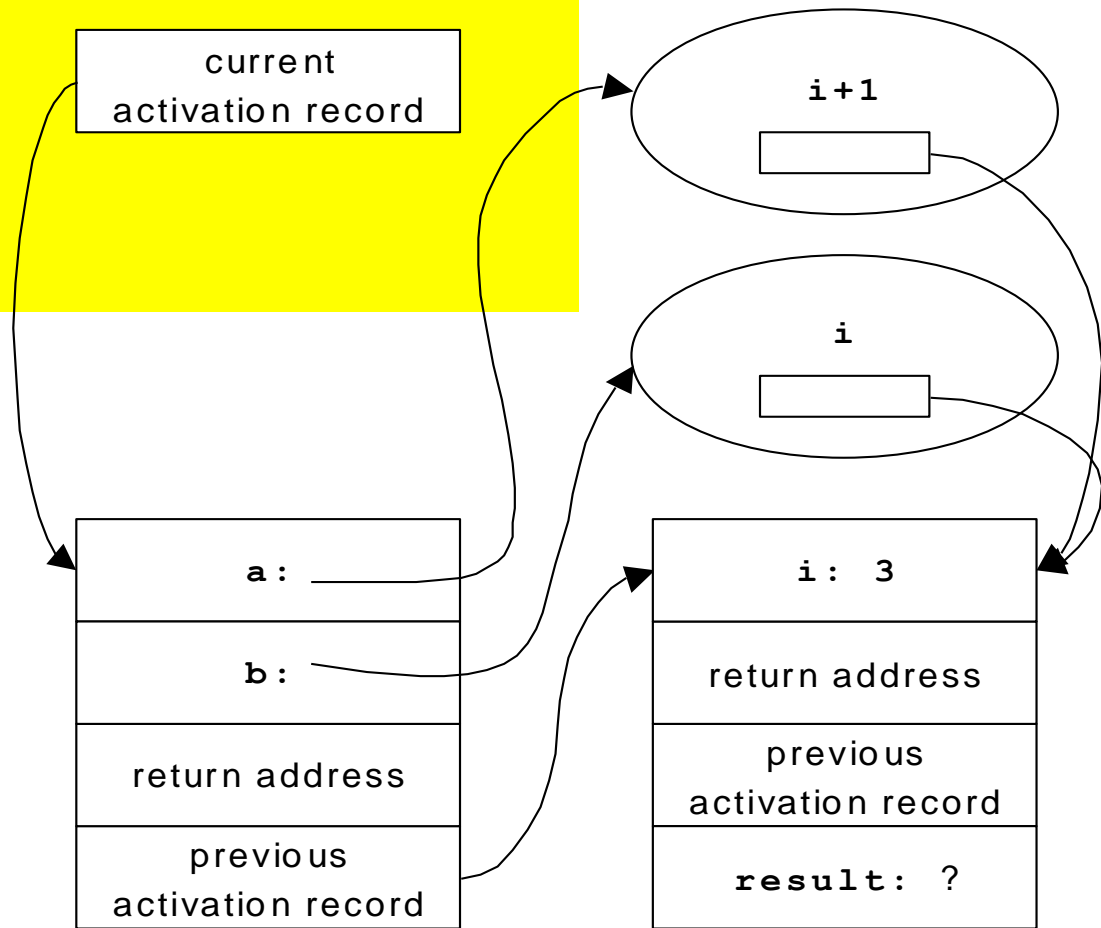 current
activation record
i+1
i
a:
b:
return address
previous
activation record
i: 3
return address
previous
activation record
result: ?